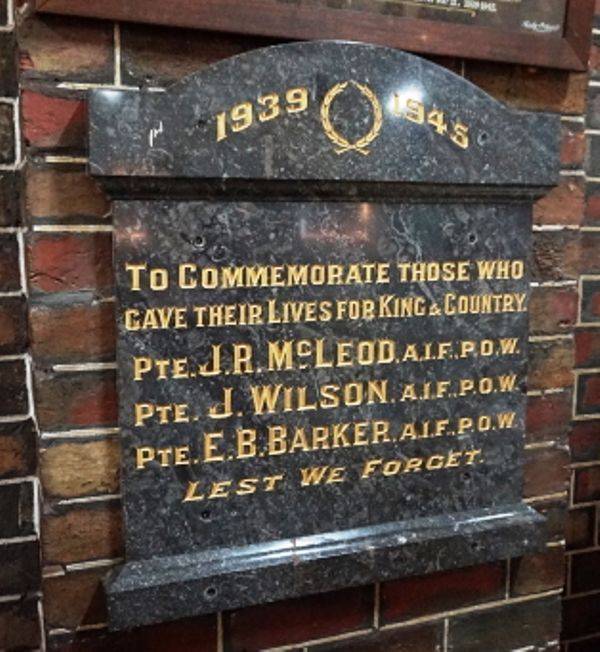 1939 1945
TO COMMEMORATE THOSE WHO
GAVE THEIR LIVES FOR KING & COUNTRY.
PTE. J.R. McLEOD. A.I.F. P.O.W.
PTE. J. WILSON. A.I.F. P.O.W.
PTE. E.B. BARKER. A.I.F. P.O.W.
LEST WE FORGET.